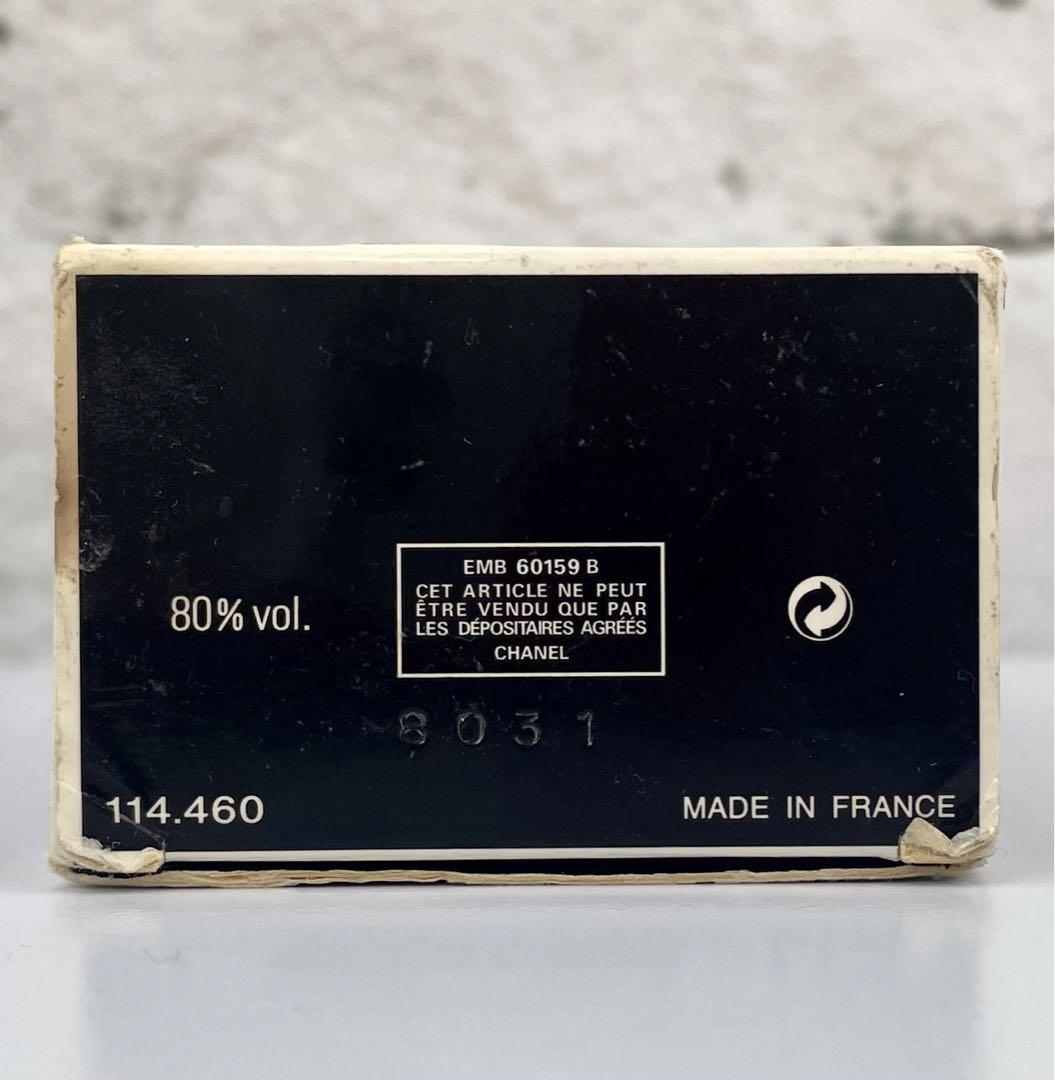 EMB 60159 B
CET ARTICLE NE PEUT
ÊTRE VENDU QUE PAR
LES DÉPOSITAIRES AGRÉÉS
CHANEL
80% vol.
8031
114.460
MADE IN FRANCE